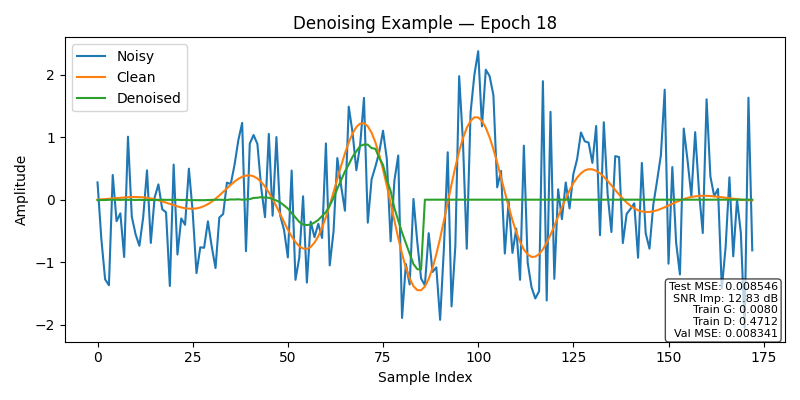 Denoising Example — Epoch 18
Noisy
Clean
Denoised
Amplitude
2
1
0
−1
−2
Test MSE: 0.008546
SNR Imp: 12.83 dB
Train G: 0.0080
Train D: 0.4712
Val MSE: 0.008341
0 25 50 75 100 125 150 175
Sample Index